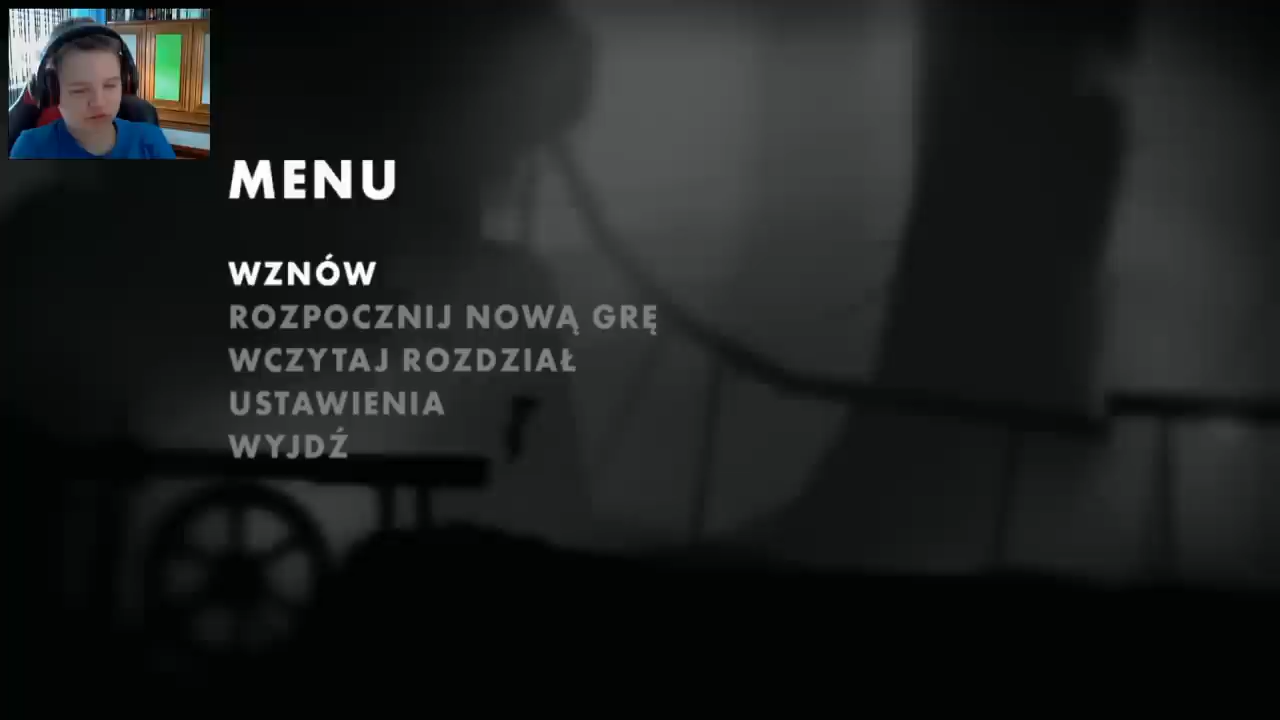 MENU
WZNÓW
ROZPOCZNIJ NOWĄ GRĘ
WCZYTAJ ROZDZIAŁ
USTAWIENIA
WYJDŹ